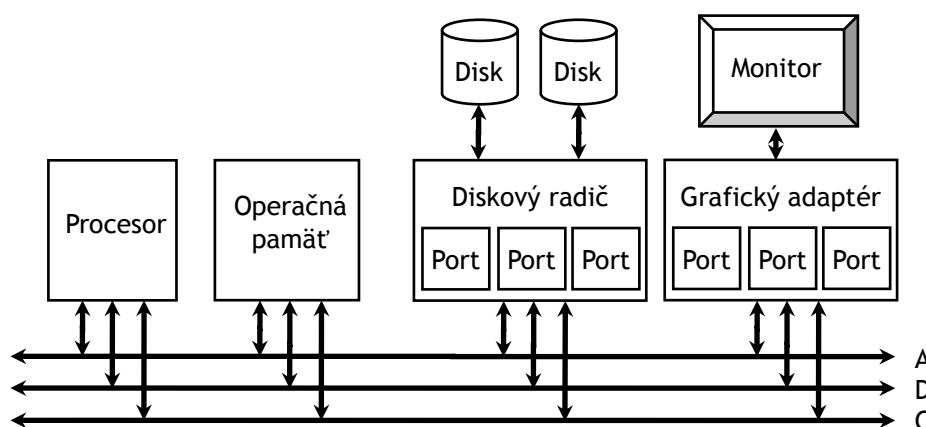 Disk
Disk
Monitor
Procesor
Operačná
pamäť
Diskový radič
Port
Port
Port
Grafický adaptér
Port
Port
Port
A
D
C